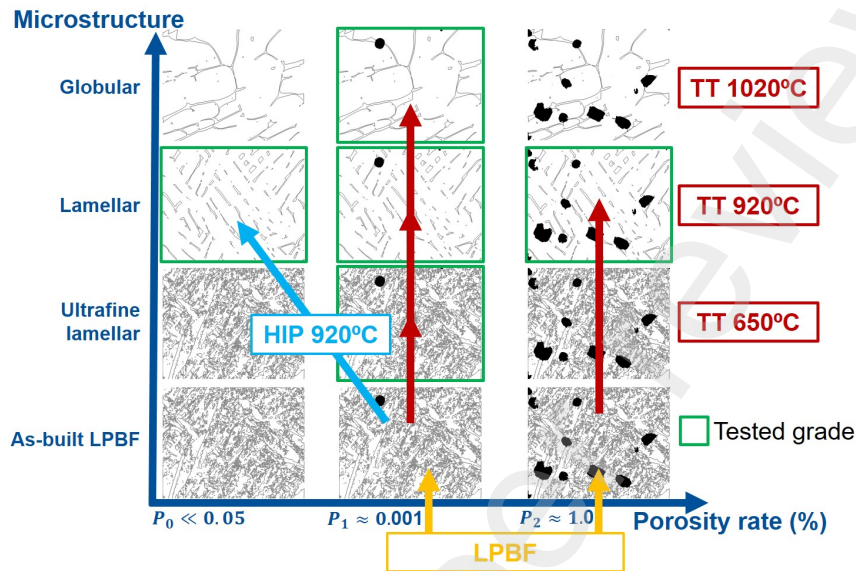 Microstructure
Globular
TT 1020ºC
Lamellar
TT 920ºC
Ultrafine
lamellar
HIP 920ºC
TT 650ºC
As-built LPBF
Tested grade
P₀ ≪ 0.05
P₁ ≈ 0.001
P₂ ≈ 1.0
Porosity rate (%)
LPBF